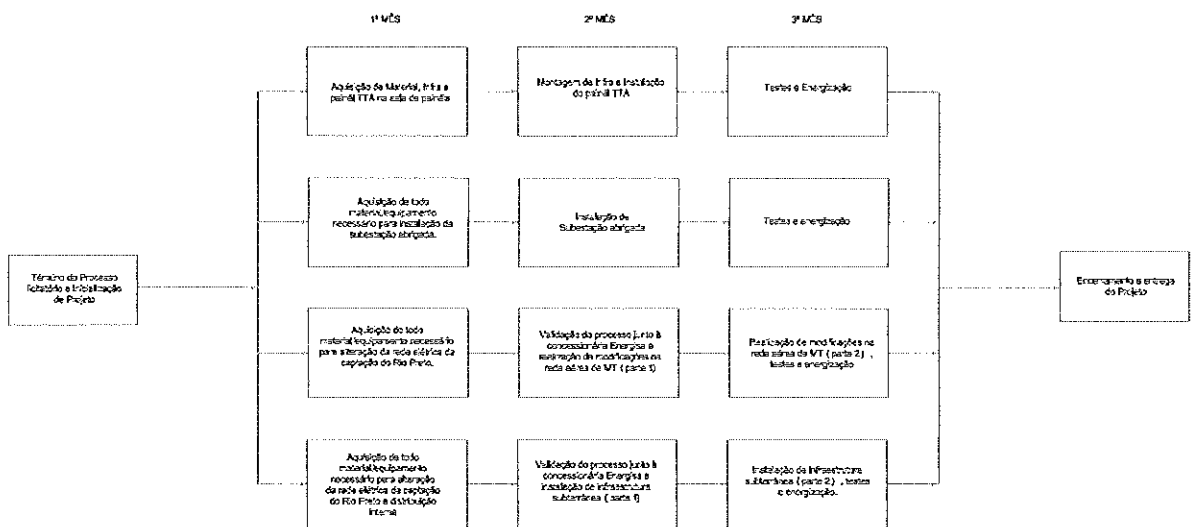 1º MÊS
2º MÊS
3º MÊS
Aquisição de Material, Infra e
painél TTA na sala de painéis
Montagem de Infra e Instalação
do painél TTA
Testes e Energização
Aquisição de todo
material/equipamento
necessário para instalação da
subestação abrigada.
Instalação da
Subestação abrigada
Testes e energização
Término do Processo
licitatório e Inicialização
de Projeto
Encerramento e entrega
do Projeto
Aquisição de todo
material/equipamento necessário
para alteração da rede elétrica da
captação do Rio Preto.
Validação do processo junto à
concessionária Energisa e
realização de modificações na
rede aérea de MT (parte 1)
Realização de modificações na
rede aérea de MT (parte 2) ,
testes e energização
Aquisição de todo
material/equipamento
necessário para alteração
da rede elétrica da captação
do Rio Preto e distribuição
interna
Validação do processo junto à
concessionária Energisa e
instalação de infraestrutura
subterrânea (parte 1)
Instalação de infraestrutura
subterrânea (parte 2) , testes
e energização.